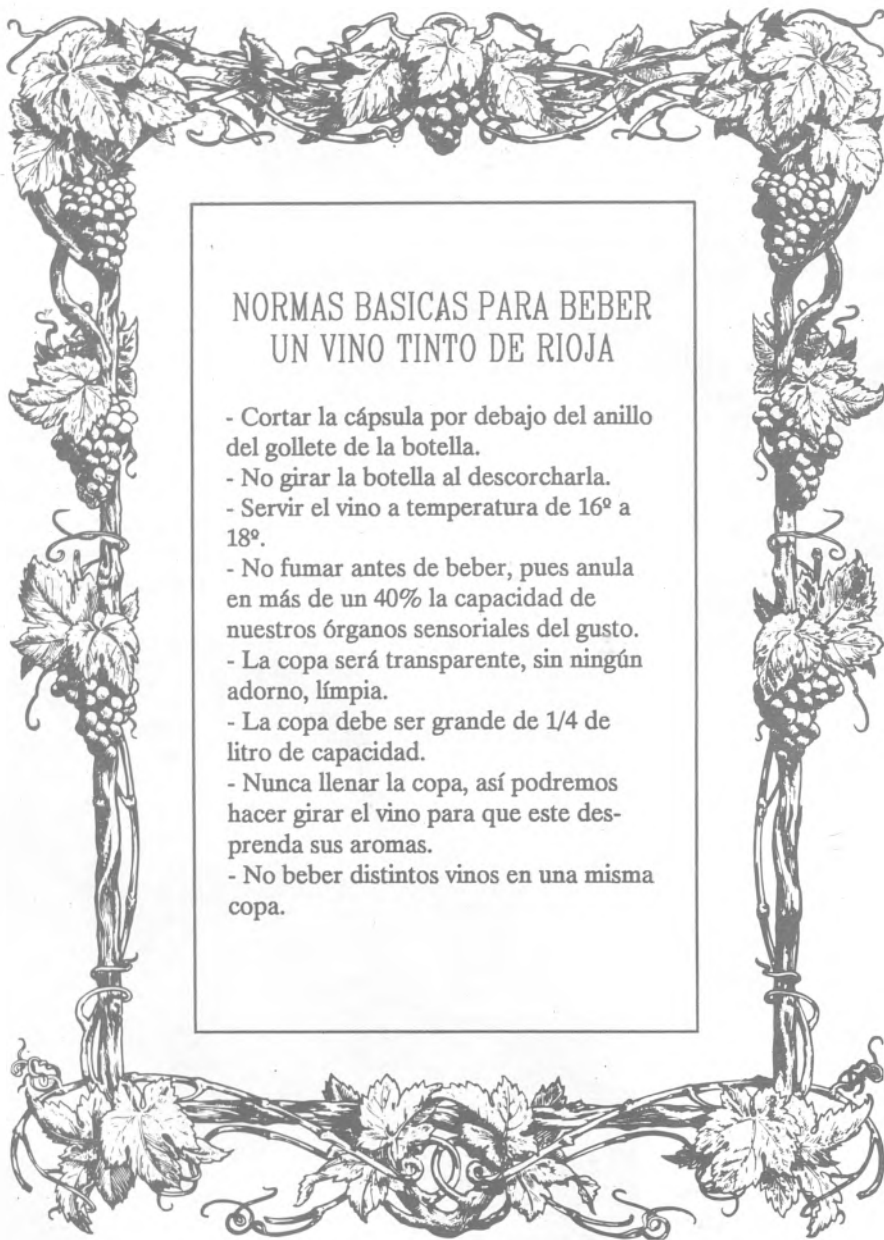 NORMAS BASICAS PARA BEBER
UN VINO TINTO DE RIOJA
- Cortar la cápsula por debajo del anillo
del gollete de la botella.
- No girar la botella al descorcharla.
- Servir el vino a temperatura de 16º a
18º.
- No fumar antes de beber, pues anula
en más de un 40% la capacidad de
nuestros órganos sensoriales del gusto.
- La copa será transparente, sin ningún
adorno, límpia.
- La copa debe ser grande de 1/4 de
litro de capacidad.
- Nunca llenar la copa, así podremos
hacer girar el vino para que este des-
prenda sus aromas.
- No beber distintos vinos en una misma
copa.